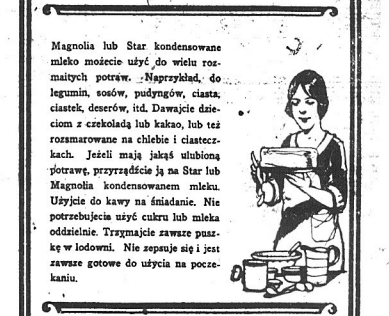 Magnolia lub Star kondensowane
mleko możecie użyć do wielu roz-
maitych potraw. Naprzykład, do
legumin, sosów, pudyngów, ciasta,
ciastek, deserów, itd. Dawajcie dzie-
ciom z czekoladą lub kakao, lub też
rozsmarowane na chlebie i ciastecz-
kach. Jeżeli mają jakąś ulubioną
potrawę, przyrządźcie ją na Star lub
Magnolia kondensowanem mleku.
Użyjcie do kawy na śniadanie. Nie
potrzebujecie użyć cukru lub mleka
oddzielnie. Trzymajcie zawsze pusz-
kę w lodowni. Nie zepsuje się i jest
zawsze gotowe do użycia na pocze-
kaniu.